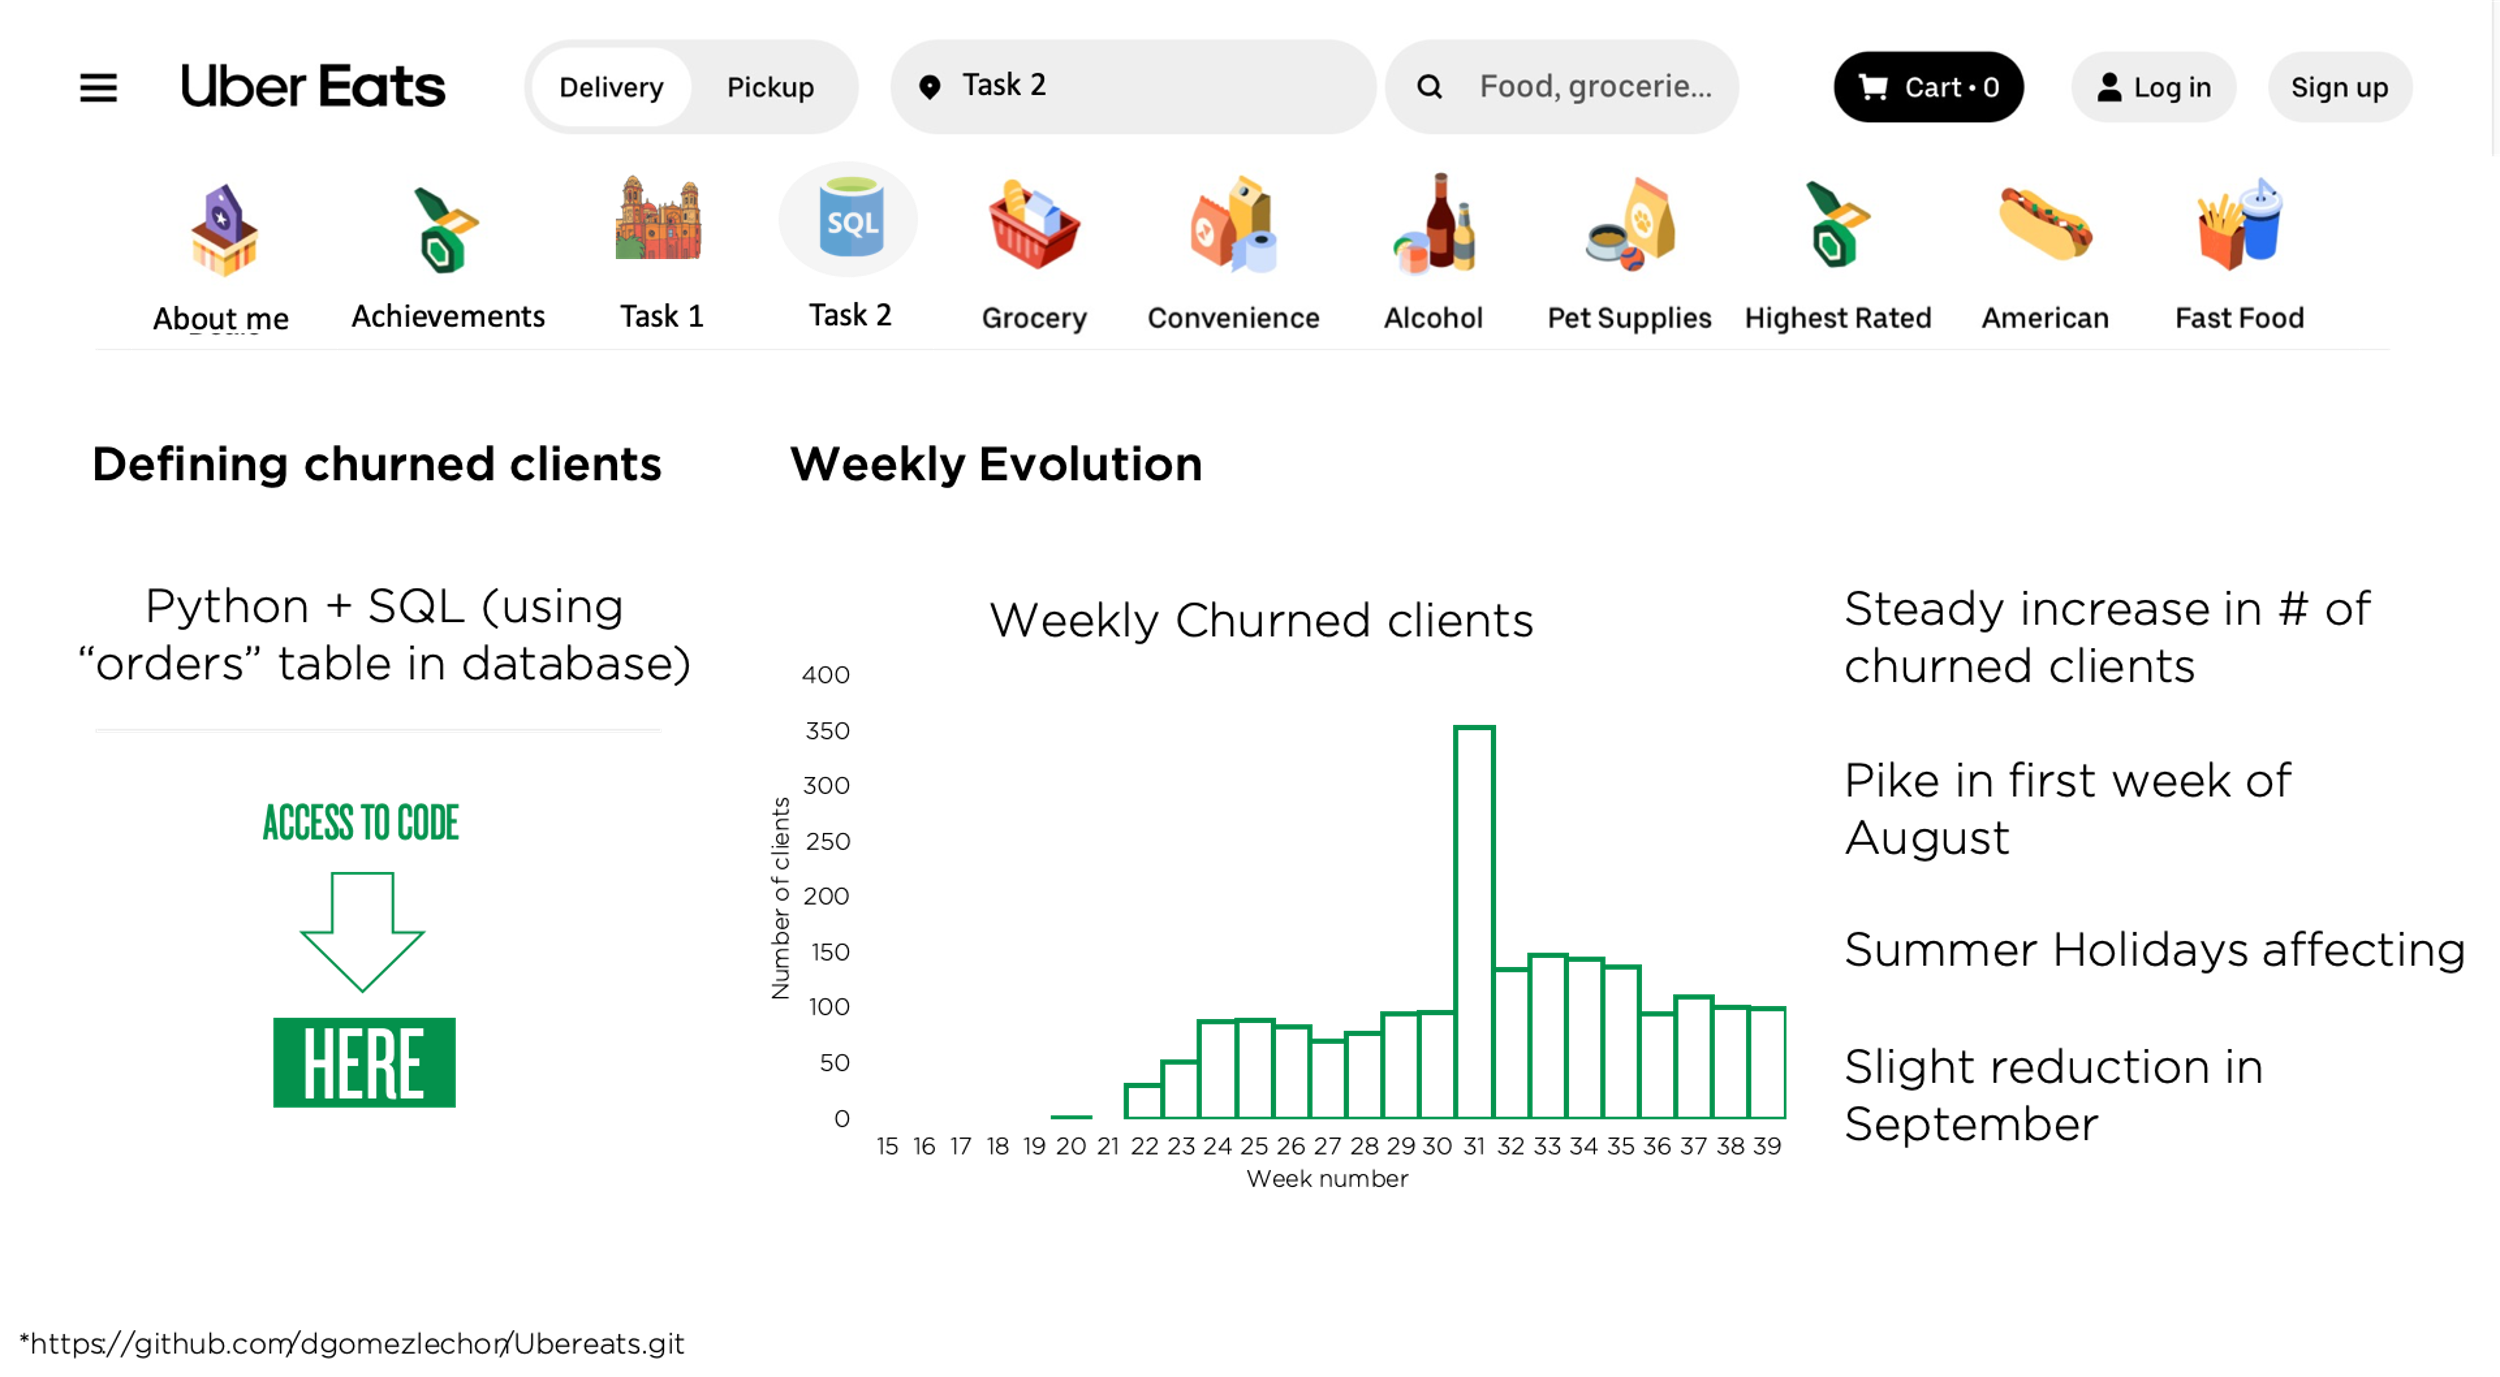 Uber Eats
Delivery
Pickup
Task 2
Food, grocerie...
Cart • 0
Log in
Sign up
SQL
About me
Achievements
Task 1
Task 2
Grocery
Convenience
Alcohol
Pet Supplies
Highest Rated
American
Fast Food
Defining churned clients
Python + SQL (using
“orders” table in database)
ACCESS TO CODE
HERE
Weekly Evolution
Weekly Churned clients
Number of clients
400
350
300
250
200
150
100
50
0
15 16 17 18 19 20 21 22 23 24 25 26 27 28 29 30 31 32 33 34 35 36 37 38 39
Week number
Steady increase in # of
churned clients
Pike in first week of
August
Summer Holidays affecting
Slight reduction in
September
*https://github.com/dgomezlechon/Ubereats.git